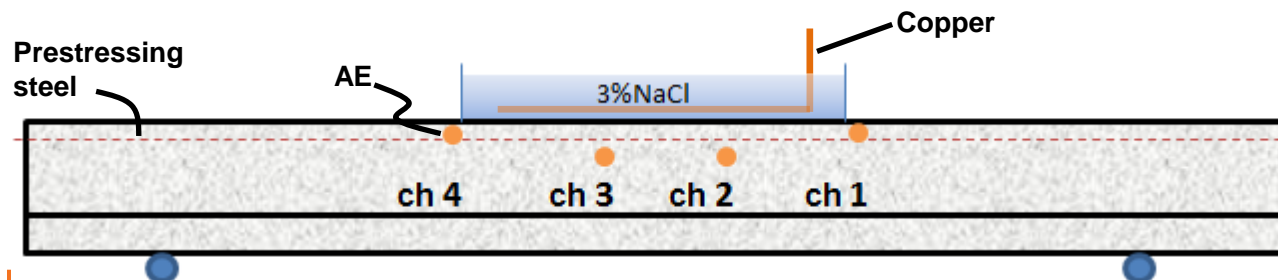 Copper
Prestressing
steel
AE
3%NaCl
ch 4
ch 3
ch 2
ch 1